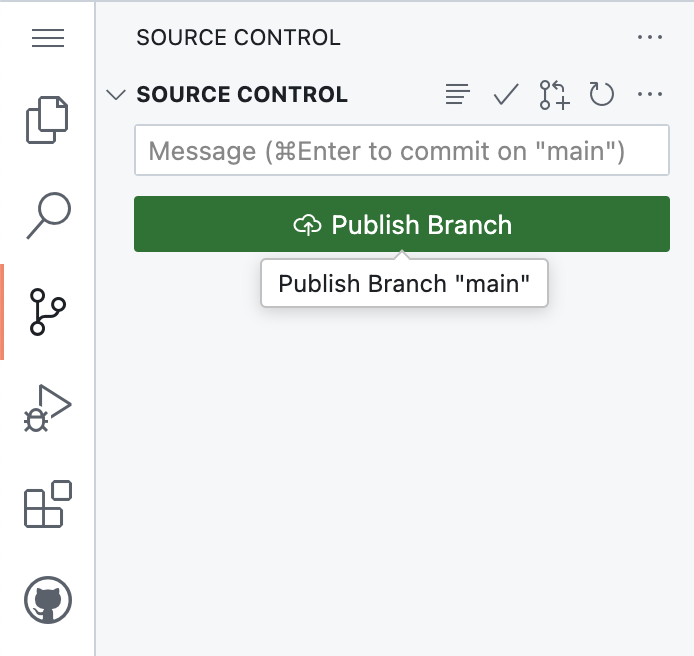 SOURCE CONTROL
SOURCE CONTROL
Message (⌘Enter to commit on "main")
Publish Branch
Publish Branch "main"